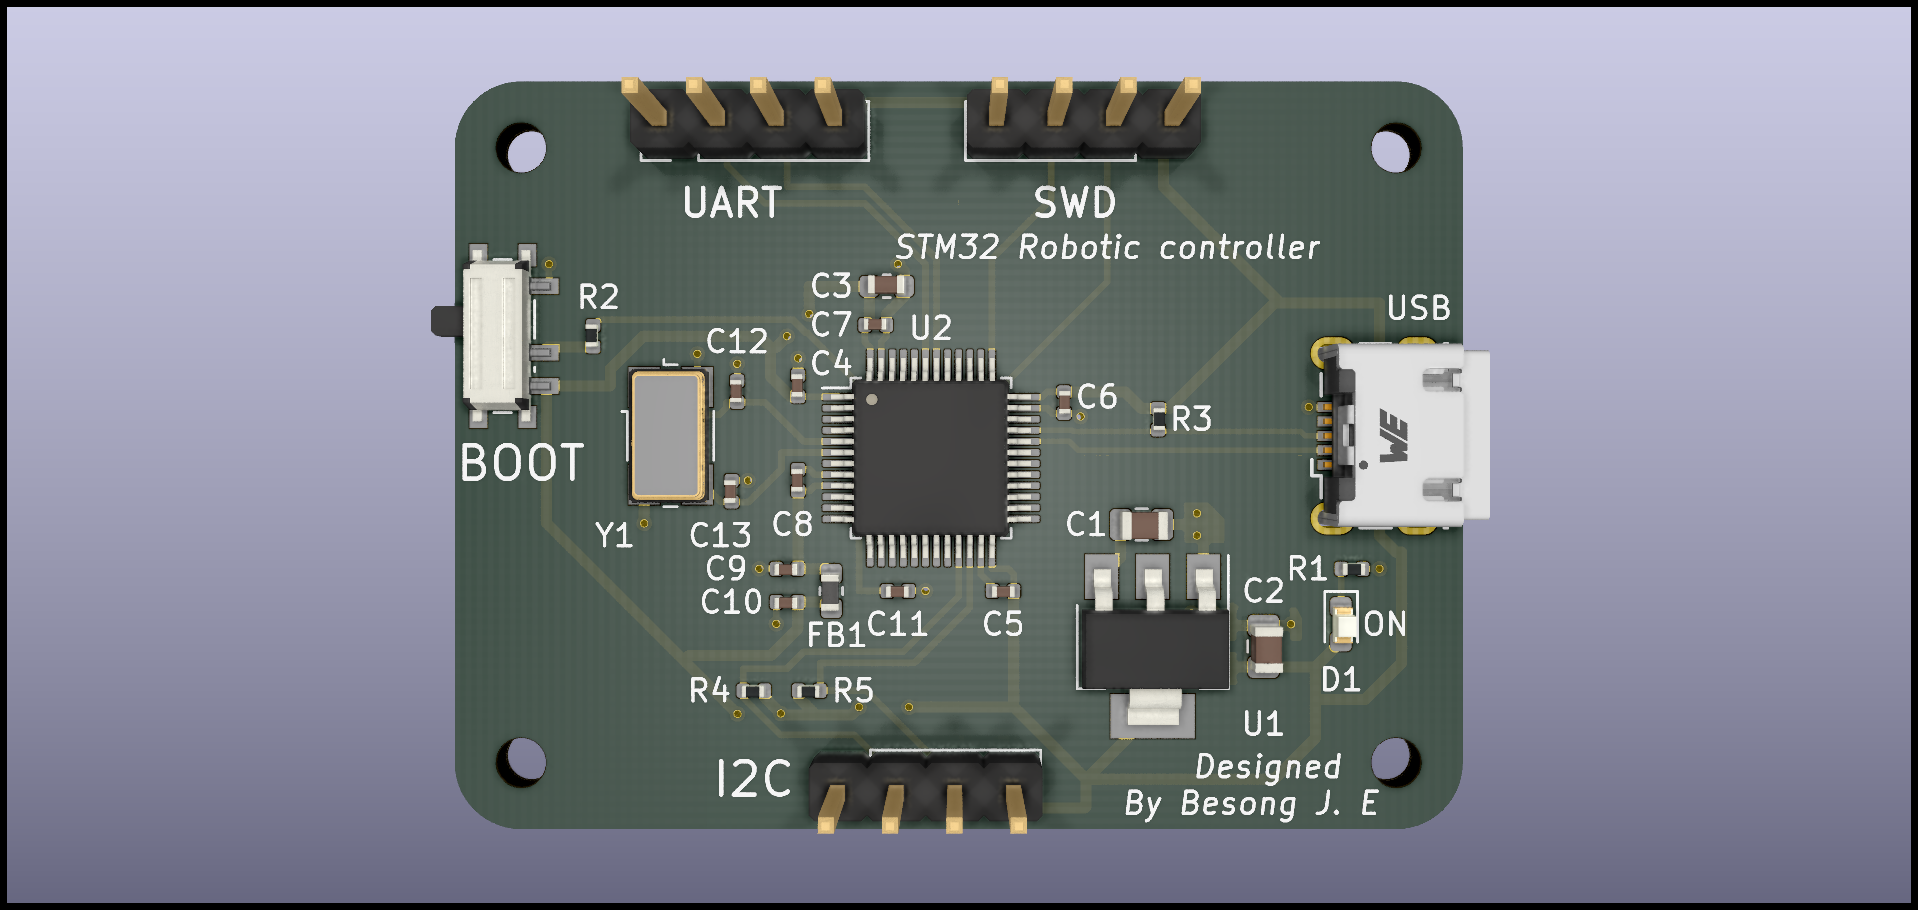 UART
SWD
STM32 Robotic controller
C3
R2
USB
C7
U2
C12
C4
C6
R3
WE
BOOT
C1
C8
Y1
C13
C9
R1
C2
C10
C11
C5
ON
FB1
D1
R4
R5
U1
Designed
I2C
By Besong J. E